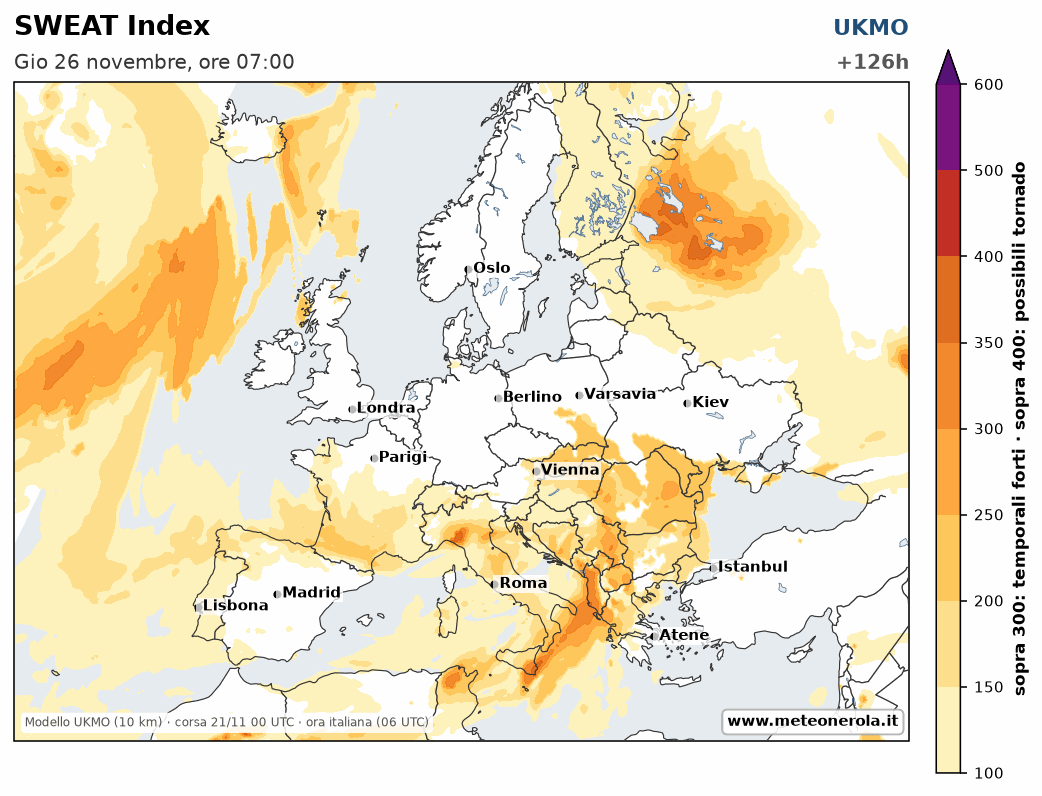 SWEAT Index
UKMO
Gio 26 novembre, ore 07:00
+126h
600
500
400
350
300
250
200
150
100
sopra 300: temporali forti · sopra 400: possibili tornado
Oslo
Londra
Berlino
Varsavia
Kiev
Parigi
Vienna
Istanbul
Roma
Madrid
Lisbona
Atene
Modello UKMO (10 km) · corsa 21/11 00 UTC · ora italiana (06 UTC)
www.meteonerola.it